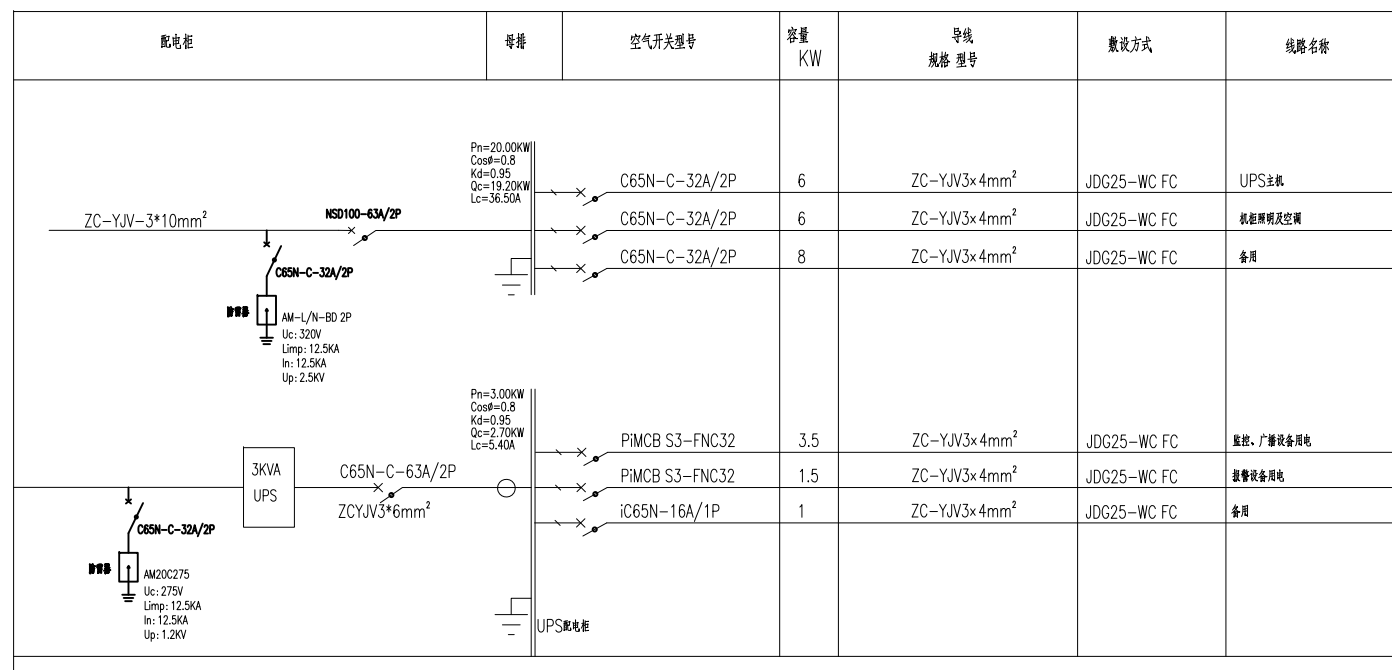 配电柜
母排
空气开关型号
容量
KW
导线
规格 型号
敷设方式
线路名称
Pn=20.00KW
Cosø=0.8
Kd=0.95
Qc=19.20KW
Lc=36.50A
C65N-C-32A/2P 6 ZC-YJV3×4mm² JDG25-WC FC UPS主机
ZC-YJV-3*10mm²
NSD100-63A/2P
C65N-C-32A/2P 6 ZC-YJV3×4mm² JDG25-WC FC 机柜照明及空调
C65N-C-32A/2P 8 ZC-YJV3×4mm² JDG25-WC FC 备用
C65N-C-32A/2P
防雷器
AM-L/N-BD 2P
Uc: 320V
Limp: 12.5KA
In: 12.5KA
Up: 2.5KV
Pn=3.00KW
Cosø=0.8
Kd=0.95
Qc=2.70KW
Lc=5.40A
PiMCB S3-FNC32 3.5 ZC-YJV3×4mm² JDG25-WC FC 监控、广播设备用电
3KVA
UPS
C65N-C-63A/2P
ZCYJV3*6mm²
PiMCB S3-FNC32 1.5 ZC-YJV3×4mm² JDG25-WC FC 报警设备用电
iC65N-16A/1P 1 ZC-YJV3×4mm² JDG25-WC FC 备用
C65N-C-32A/2P
防雷器
AM20C275
Uc: 275V
Limp: 12.5KA
In: 12.5KA
Up: 1.2KV
UPS配电柜